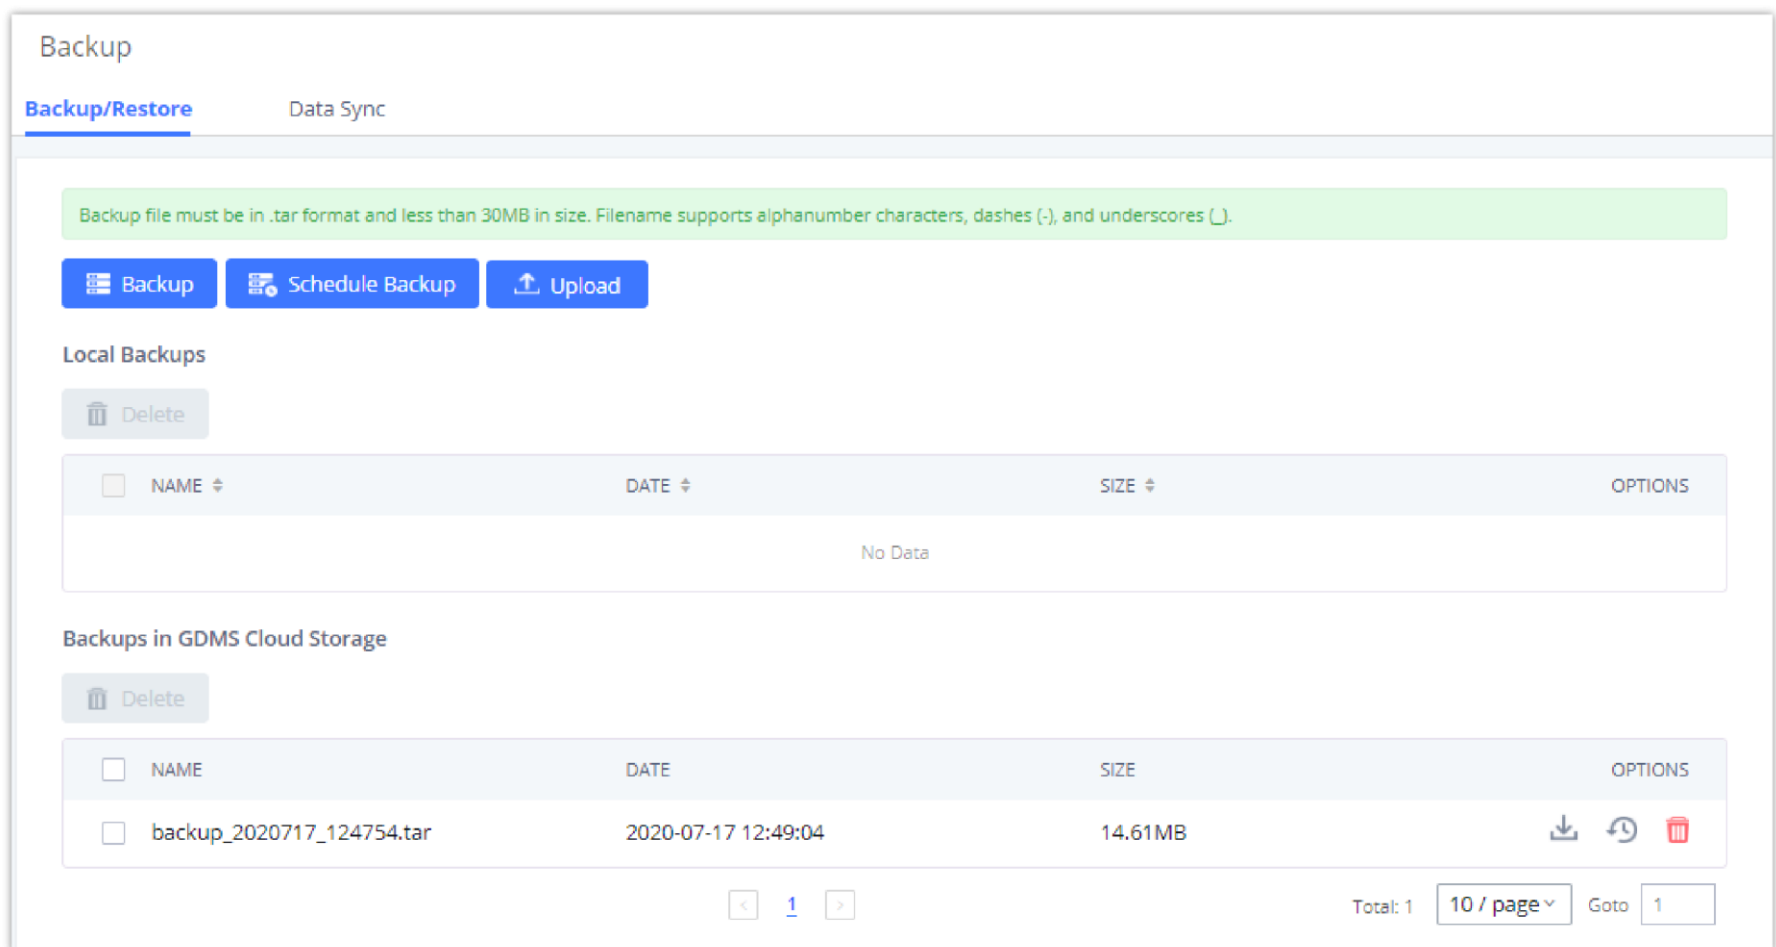 Backup
Backup/Restore Data Sync
Backup file must be in .tar format and less than 30MB in size. Filename supports alphanumber characters, dashes (-), and underscores (_).
Backup Schedule Backup Upload
Local Backups
Delete
NAME DATE SIZE OPTIONS
No Data
Backups in GDMS Cloud Storage
Delete
NAME DATE SIZE OPTIONS
backup_2020717_124754.tar 2020-07-17 12:49:04 14.61MB
< 1 > Total: 1 10 / page Goto 1